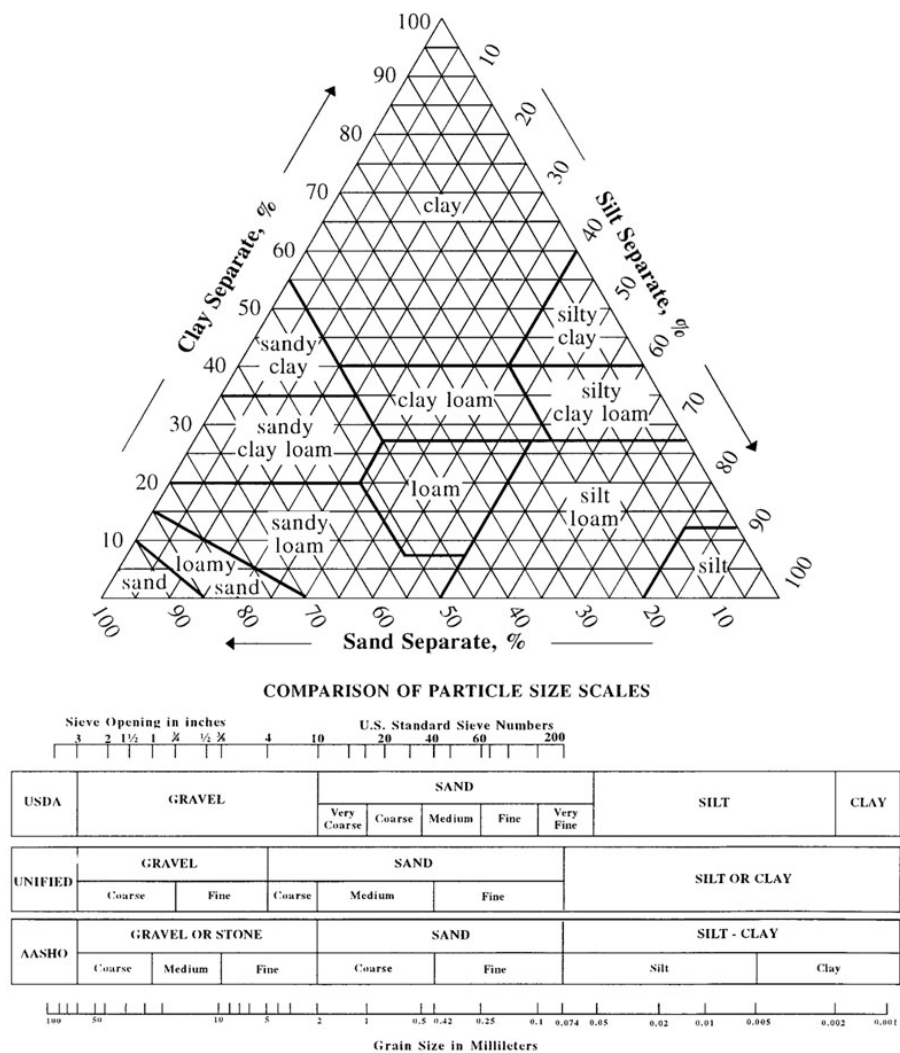 100
10
90
20
80
30
70
clay
40
60
50
50
silty
clay
sandy
clay
60
40
clay loam
silty
clay loam
70
30
sandy
clay loam
80
20
loam
silt
loam
90
sandy
loam
10
loamy
sand
silt
sand
100
100
90
80
70
60
50
40
30
20
10
Clay Separate, %
Silt Separate, %
Sand Separate, %
COMPARISON OF PARTICLE SIZE SCALES
Sieve Opening in inches
U.S. Standard Sieve Numbers
3 2 1½ 1 ¾ ½ ⅜ 4 10 20 40 60 200
USDA GRAVEL SAND SILT CLAY
Very Coarse Coarse Medium Fine Very Fine
UNIFIED GRAVEL SAND SILT OR CLAY
Coarse Fine Coarse Medium Fine
AASHO GRAVEL OR STONE SAND SILT - CLAY
Coarse Medium Fine Coarse Fine Silt Clay
100 50 10 5 2 1 0.5 0.42 0.25 0.1 0.074 0.05 0.02 0.01 0.005 0.002 0.001
Grain Size in Millileters